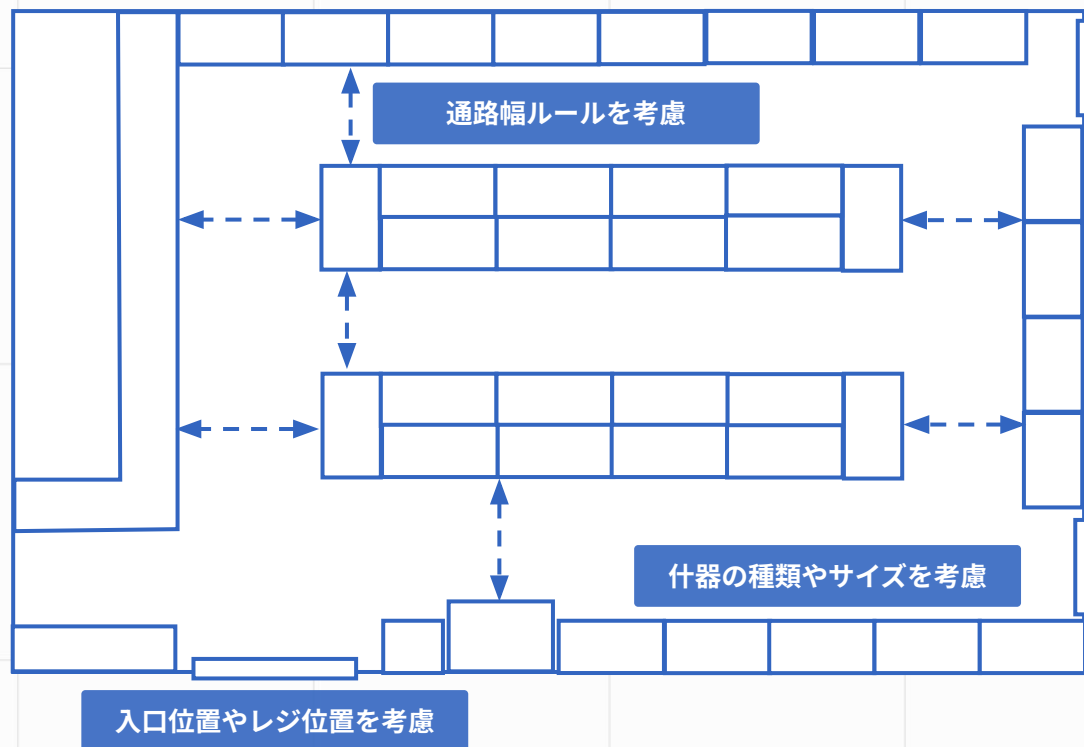 通路幅ルールを考慮
什器の種類やサイズを考慮
入口位置やレジ位置を考慮